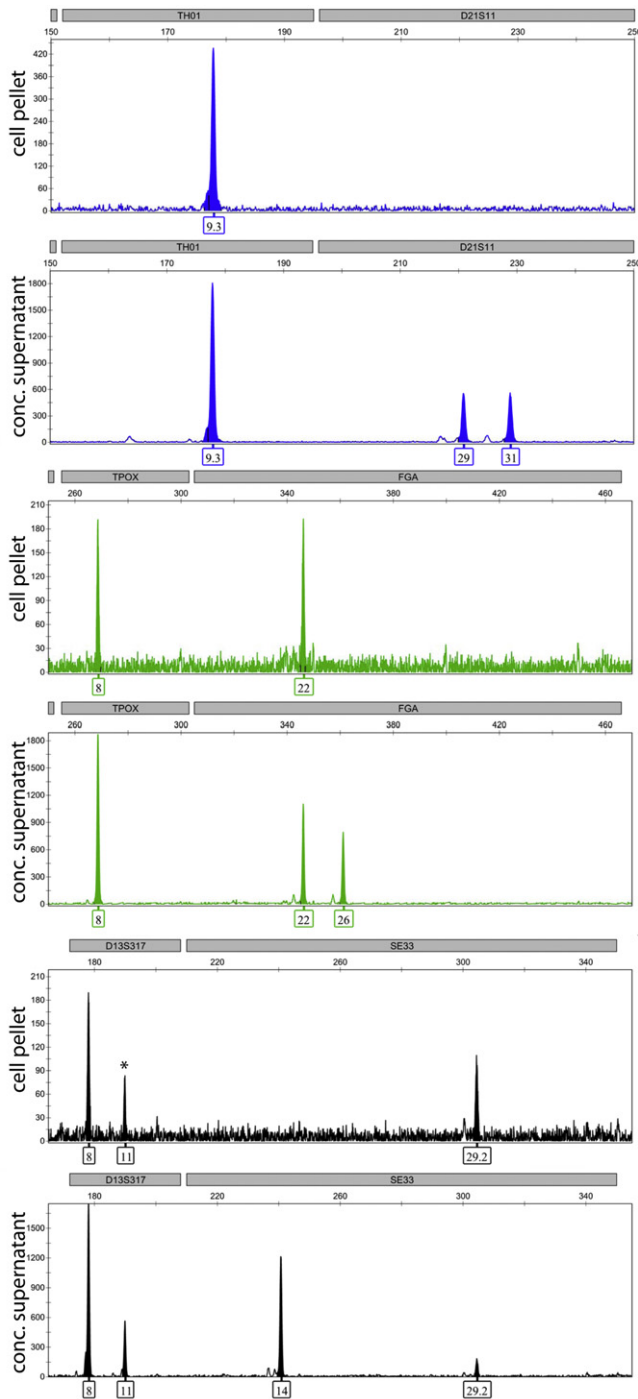 TH01 D21S11
150 170 190 210 230 250
cell pellet
420
360
300
240
180
120
60
0
9.3
TH01 D21S11
150 170 190 210 230 250
conc. supernatant
1800
1500
1200
900
600
300
0
9.3 29 31
TPOX FGA
260 300 340 380 420 460
cell pellet
210
180
150
120
90
60
30
0
8 22
TPOX FGA
260 300 340 380 420 460
conc. supernatant
1800
1500
1200
900
600
300
0
8 22 26
D13S317 SE33
180 220 260 300 340
cell pellet
210
180
150
120
90
60
30
0
*
8 11 29.2
D13S317 SE33
180 220 260 300 340
conc. supernatant
1500
1200
900
600
300
0
8 11 14 29.2